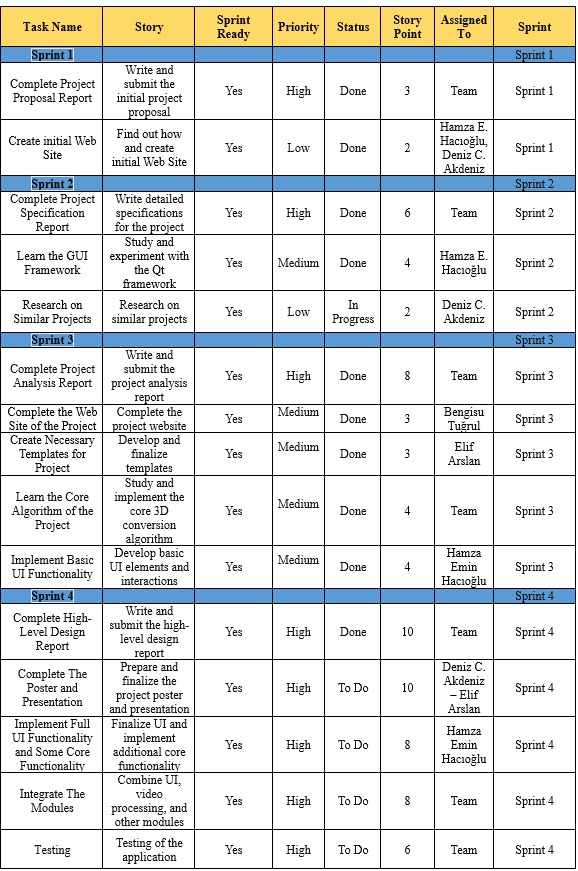 Task Name Story Sprint Ready Priority Status Story Point Assigned To Sprint
Sprint 1 Sprint 1
Complete Project Proposal Report Write and submit the initial project proposal Yes High Done 3 Team Sprint 1
Create initial Web Site Find out how and create initial Web Site Yes Low Done 2 Hamza E. Hacıoğlu, Deniz C. Akdeniz Sprint 1
Sprint 2 Sprint 2
Complete Project Specification Report Write detailed specifications for the project Yes High Done 6 Team Sprint 2
Learn the GUI Framework Study and experiment with the Qt framework Yes Medium Done 4 Hamza E. Hacıoğlu Sprint 2
Research on Similar Projects Research on similar projects Yes Low In Progress 2 Deniz C. Akdeniz Sprint 2
Sprint 3 Sprint 3
Complete Project Analysis Report Write and submit the project analysis report Yes High Done 8 Team Sprint 3
Complete the Web Site of the Project Complete the project website Yes Medium Done 3 Bengisu Tuğrul Sprint 3
Create Necessary Templates for Project Develop and finalize templates Yes Medium Done 3 Elif Arslan Sprint 3
Learn the Core Algorithm of the Project Study and implement the core 3D conversion algorithm Yes Medium Done 4 Team Sprint 3
Implement Basic UI Functionality Develop basic UI elements and interactions Yes Medium Done 4 Hamza Emin Hacıoğlu Sprint 3
Sprint 4 Sprint 4
Complete High-Level Design Report Write and submit the high-level design report Yes High Done 10 Team Sprint 4
Complete The Poster and Presentation Prepare and finalize the project poster and presentation Yes High To Do 10 Deniz C. Akdeniz – Elif Arslan Sprint 4
Implement Full UI Functionality and Some Core Functionality Finalize UI and implement additional core functionality Yes High To Do 8 Hamza Emin Hacıoğlu Sprint 4
Integrate The Modules Combine UI, video processing, and other modules Yes High To Do 8 Team Sprint 4
Testing Testing of the application Yes High To Do 6 Team Sprint 4